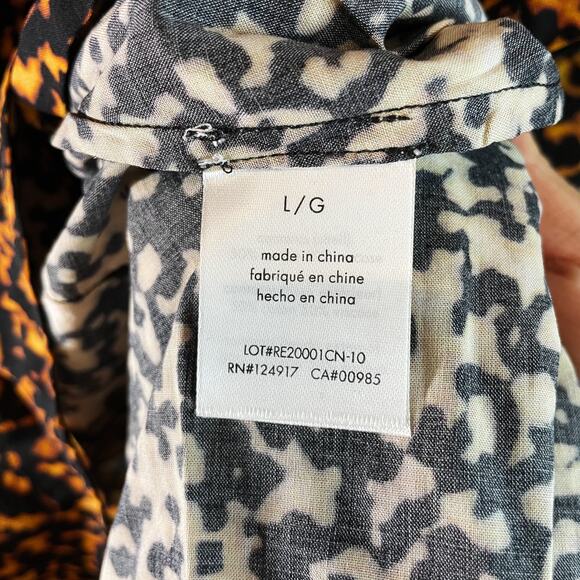 L/G
made in china
fabriqué en chine
hecho en china
LOT#RE20001CN-10
RN#124917 CA#00985